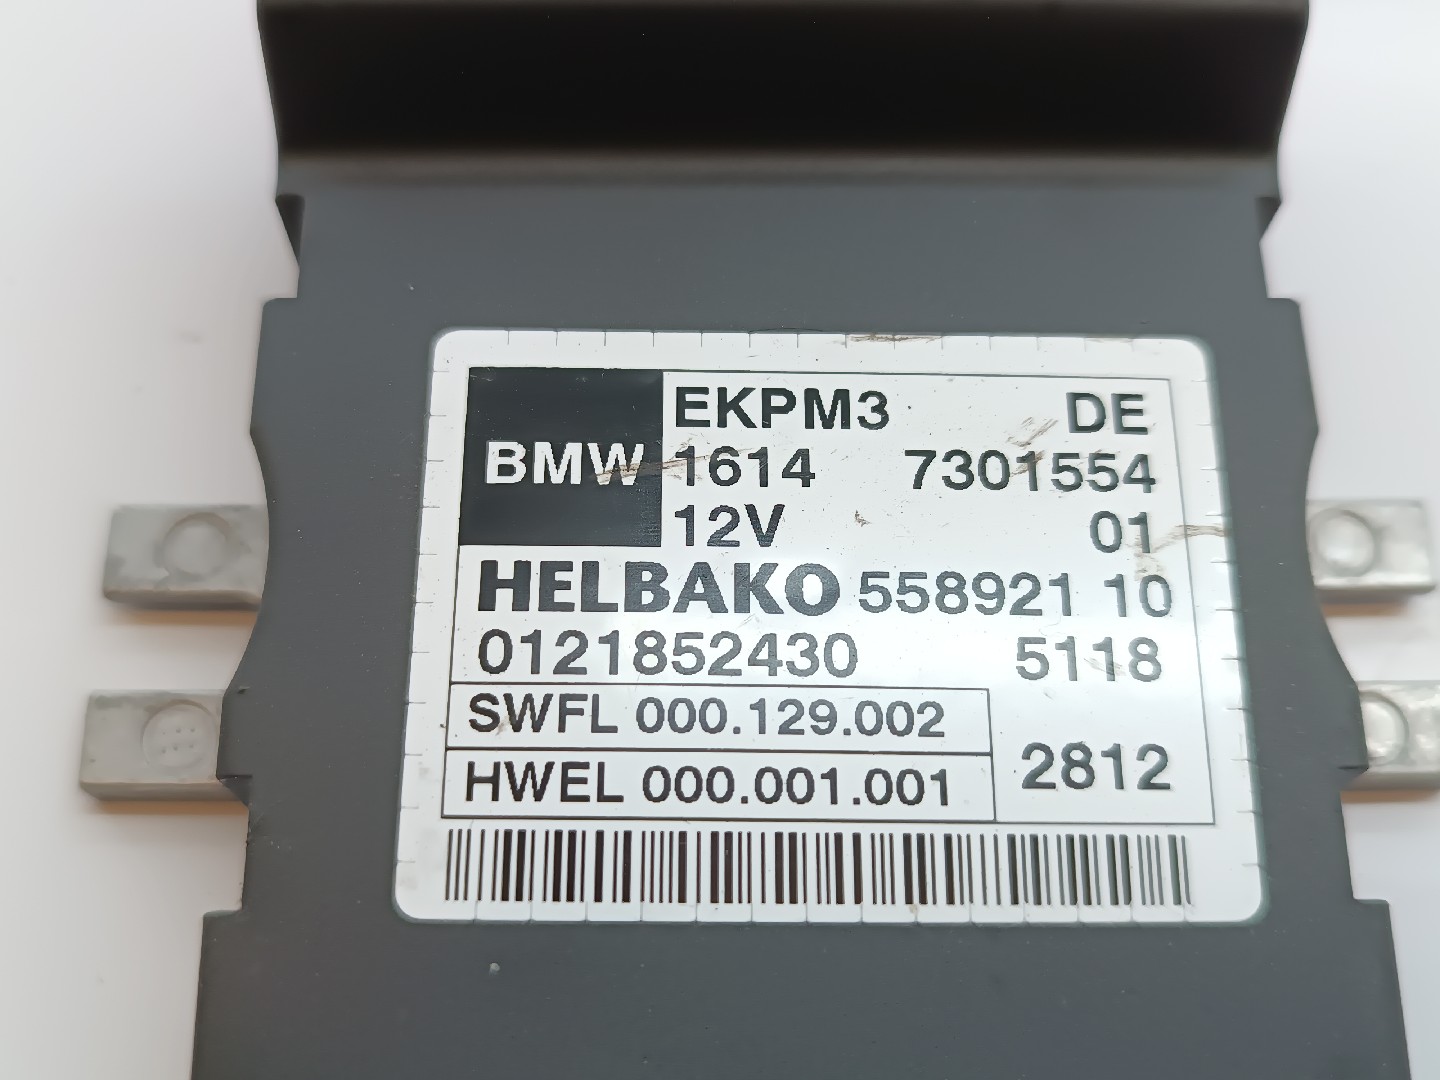 BMW
EKPM3 DE
1614 7301554
12V 01
HELBAKO 558921 10
0121852430 5118
SWFL 000.129.002
HWEL 000.001.001
2812